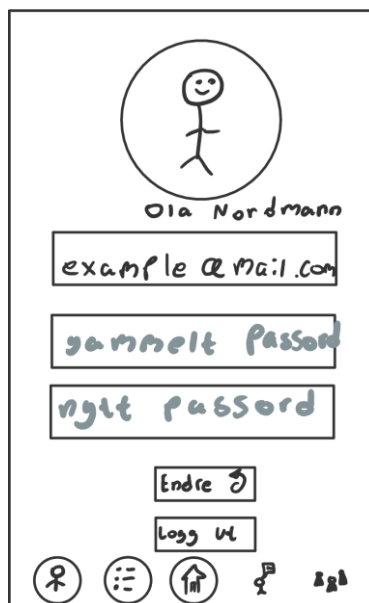 Ola Nordmann
example@mail.com
gammelt passord
nytt passord
Endre
Logg ut